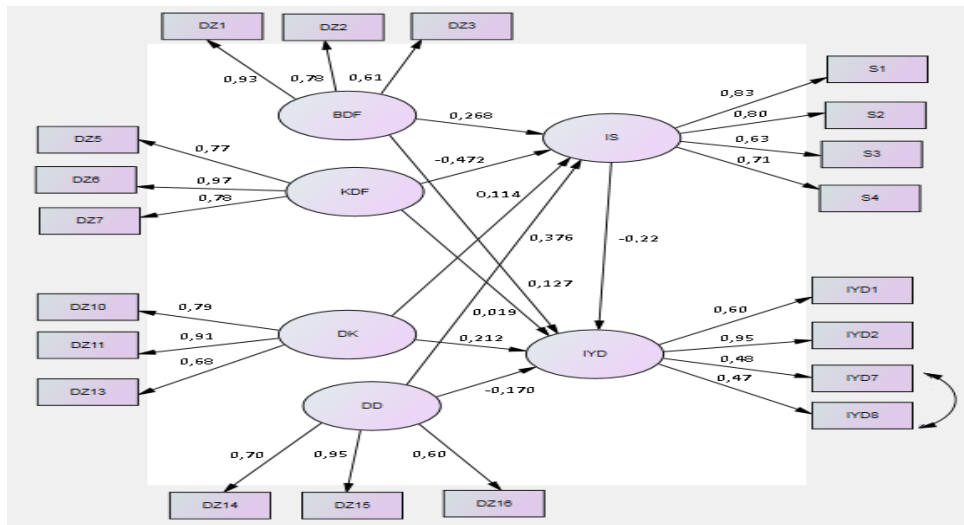 DZ1
DZ2
DZ3
0,93
0,78
0,61
BDF
0,268
IS
S1
0,83
S2
0,80
S3
0,63
S4
0,71
DZ5
0,77
DZ6
0,97
DZ7
0,78
KDF
-0,472
0,114
0,376
-0,22
0,127
0,019
DZ10
0,79
DZ11
0,91
DZ13
0,68
DK
0,212
IYD
IYD1
0,60
IYD2
0,95
IYD7
0,48
IYD8
0,47
DD
-0,170
0,70
0,95
0,60
DZ14
DZ15
DZ16